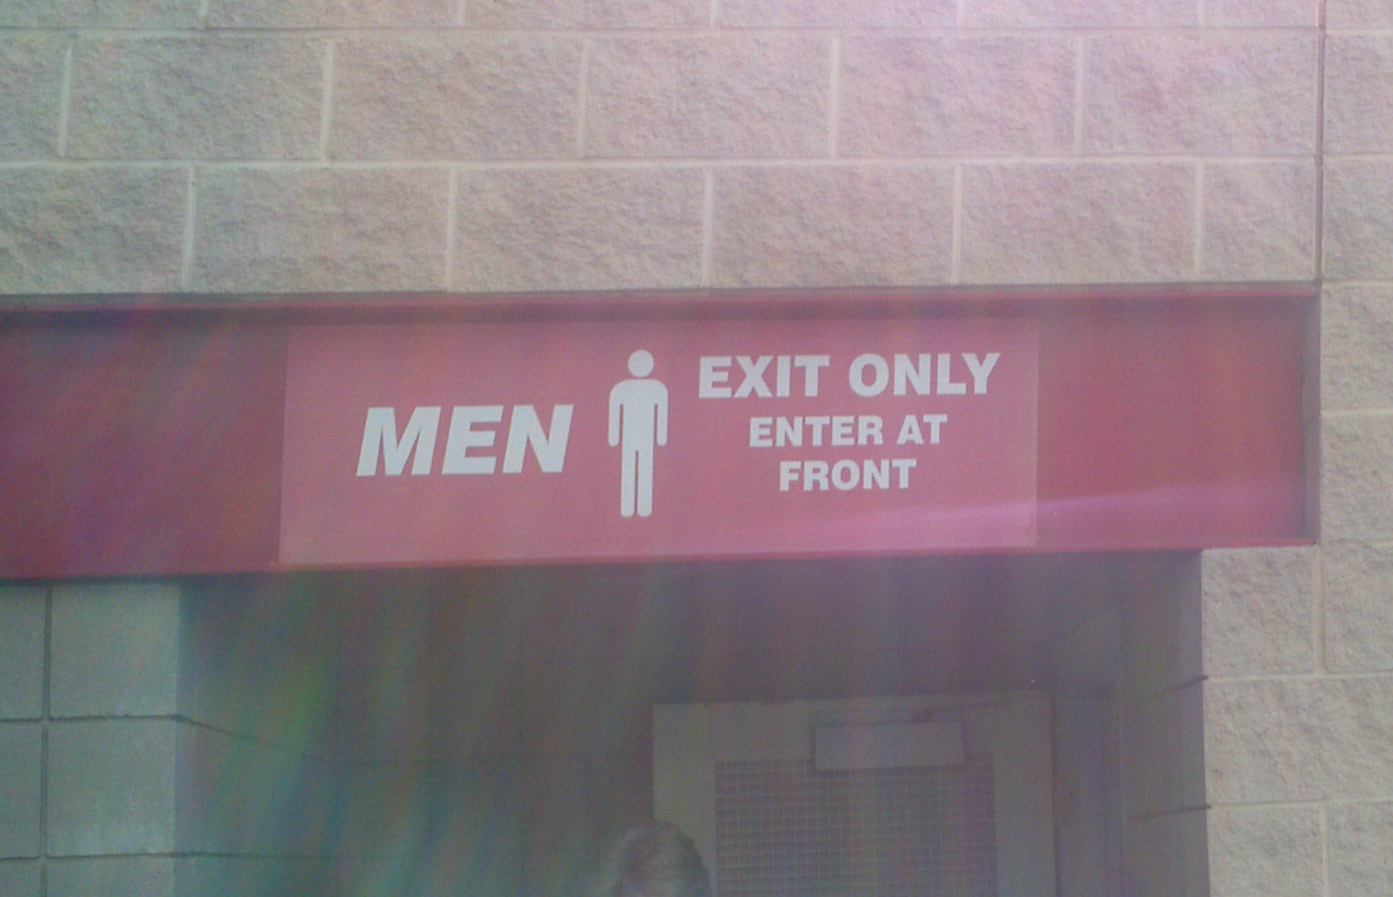 MEN
EXIT ONLY
ENTER AT
FRONT